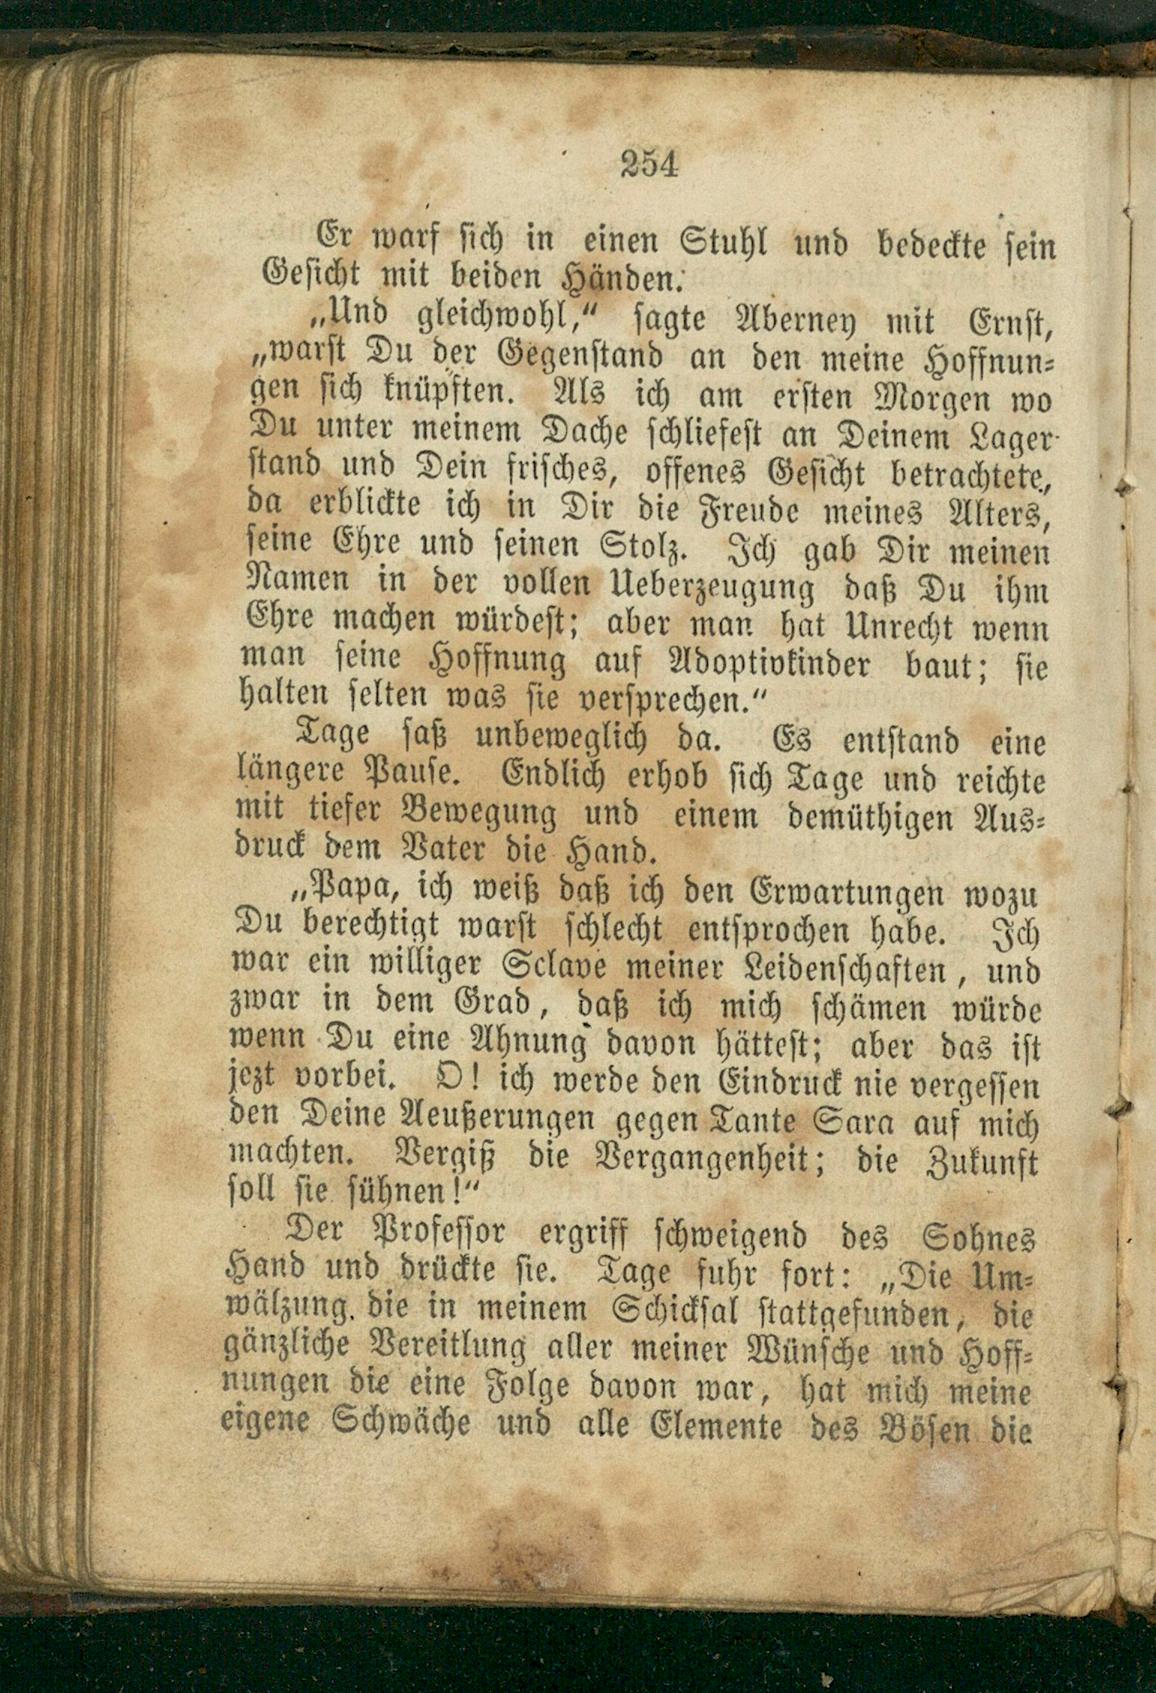 254
Er warf sich in einen Stuhl und bedeckte sein
Gesicht mit beiden Händen.
„Und gleichwohl,“ sagte Aberney mit Ernst,
„warst Du der Gegenstand an den meine Hoffnun-
gen sich knüpften. Als ich am ersten Morgen wo
Du unter meinem Dache schliefest an Deinem Lager
stand und Dein frisches, offenes Gesicht betrachtete,
da erblickte ich in Dir die Freude meines Alters,
seine Ehre und seinen Stolz. Ich gab Dir meinen
Namen in der vollen Ueberzeugung daß Du ihm
Ehre machen würdest; aber man hat Unrecht wenn
man seine Hoffnung auf Adoptivkinder baut; sie
halten selten was sie versprechen.“
Tage saß unbeweglich da. Es entstand eine
längere Pause. Endlich erhob sich Tage und reichte
mit tiefer Bewegung und einem demüthigen Aus-
druck dem Vater die Hand.
„Papa, ich weiß daß ich den Erwartungen wozu
Du berechtigt warst schlecht entsprochen habe. Ich
war ein williger Sclave meiner Leidenschaften, und
zwar in dem Grad, daß ich mich schämen würde
wenn Du eine Ahnung davon hättest; aber das ist
jezt vorbei. O! ich werde den Eindruck nie vergessen
den Deine Aeußerungen gegen Tante Sara auf mich
machten. Vergiß die Vergangenheit; die Zukunft
soll sie sühnen!“
Der Professor ergriff schweigend des Sohnes
Hand und drückte sie. Tage fuhr fort: „Die Um-
wälzung, die in meinem Schicksal stattgefunden, die
gänzliche Vereitlung aller meiner Wünsche und Hoff-
nungen die eine Folge davon war, hat mich meine
eigene Schwäche und alle Elemente des Bösen die